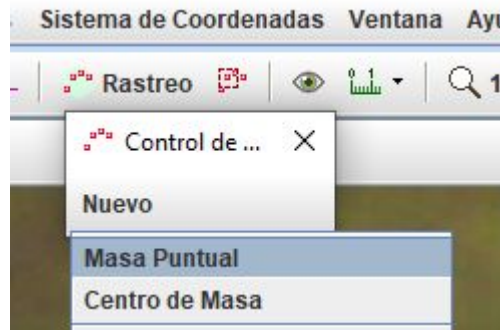 Sistema de Coordenadas Ventana Ayu
Rastreo 1
Control de ... 
Nuevo
Masa Puntual
Centro de Masa